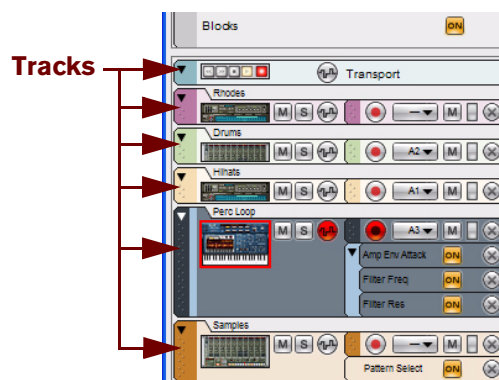 Blocks ON
Tracks
Transport
Rhodes
M S — M
Drums
M S A2 M
Hihats
M S A1 M
Perc Loop
M S A3 M
Amp Env Attack ON
Filter Freq ON
Filter Res ON
Samples
M S — M
Pattern Select ON